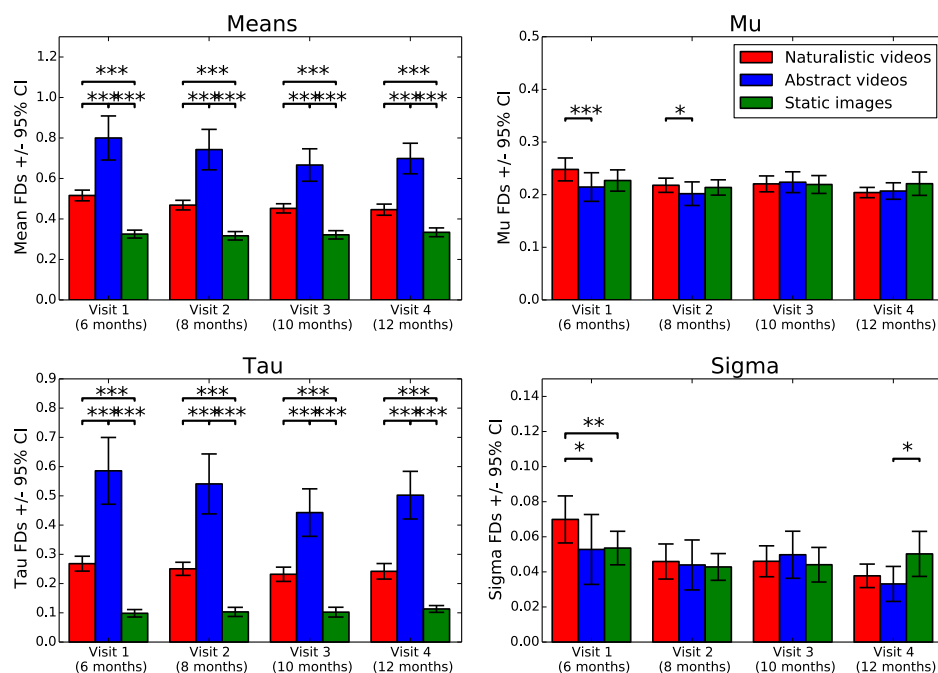 Means
Mean FDs +/- 95% CI
1.2
1.0
0.8
0.6
0.4
0.2
0.0
*** *** *** ***
****** ****** ****** ******
Visit 1 Visit 2 Visit 3 Visit 4
(6 months) (8 months) (10 months) (12 months)
Mu
Mu FDs +/- 95% CI
0.5
0.4
0.3
0.2
0.1
0.0
Naturalistic videos
Abstract videos
Static images
*** *
Visit 1 Visit 2 Visit 3 Visit 4
(6 months) (8 months) (10 months) (12 months)
Tau
Tau FDs +/- 95% CI
0.9
0.8
0.7
0.6
0.5
0.4
0.3
0.2
0.1
0.0
*** *** *** ***
****** ****** ****** ******
Visit 1 Visit 2 Visit 3 Visit 4
(6 months) (8 months) (10 months) (12 months)
Sigma
Sigma FDs +/- 95% CI
0.14
0.12
0.10
0.08
0.06
0.04
0.02
0.00
**
* *
Visit 1 Visit 2 Visit 3 Visit 4
(6 months) (8 months) (10 months) (12 months)